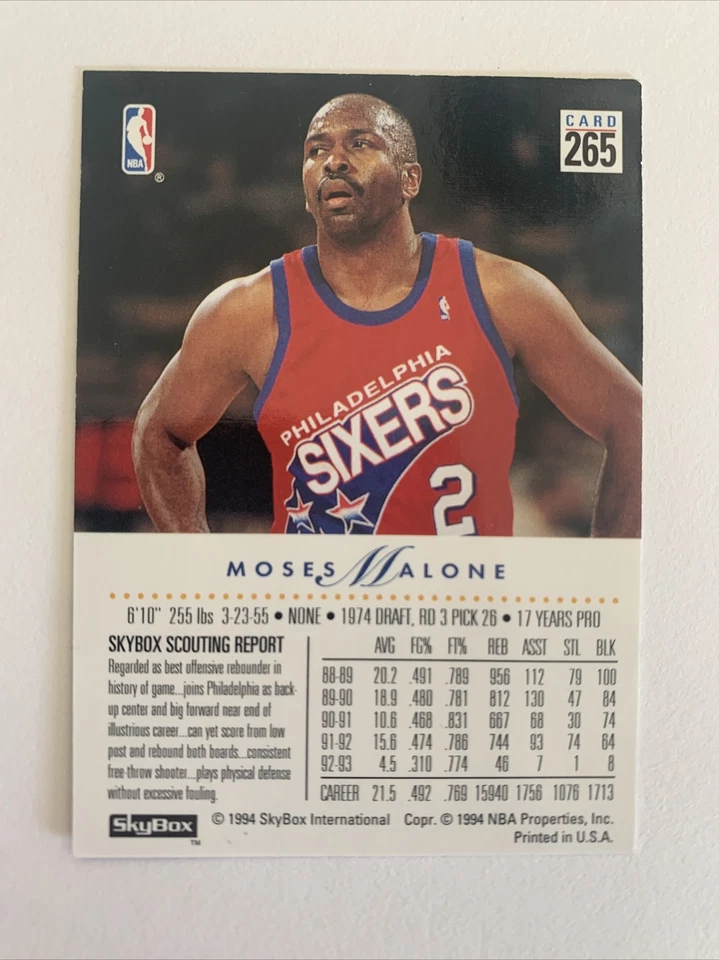 NBA
®
CARD
265
PHILADELPHIA
SIXERS
2
MOSES MALONE
6'10" 255 lbs 3-23-55 • NONE • 1974 DRAFT, RD 3 PICK 26 • 17 YEARS PRO
SKYBOX SCOUTING REPORT
Regarded as best offensive rebounder in
history of game...joins Philadelphia as back-
up center and big forward near end of
illustrious career...can yet score from low
post and rebound both boards...consistent
free-throw shooter...plays physical defense
without excessive fouling.
AVG FG% FT% REB ASST STL BLK
88-89 20.2 .491 .789 956 112 79 100
89-90 18.9 .480 .781 812 130 47 84
90-91 10.6 .468 .831 667 68 30 74
91-92 15.6 .474 .786 744 93 74 64
92-93 4.5 .310 .774 46 7 1 8
CAREER 21.5 .492 .769 15940 1756 1076 1713
SkyBox
TM
© 1994 SkyBox International Copr. © 1994 NBA Properties, Inc.
Printed in U.S.A.